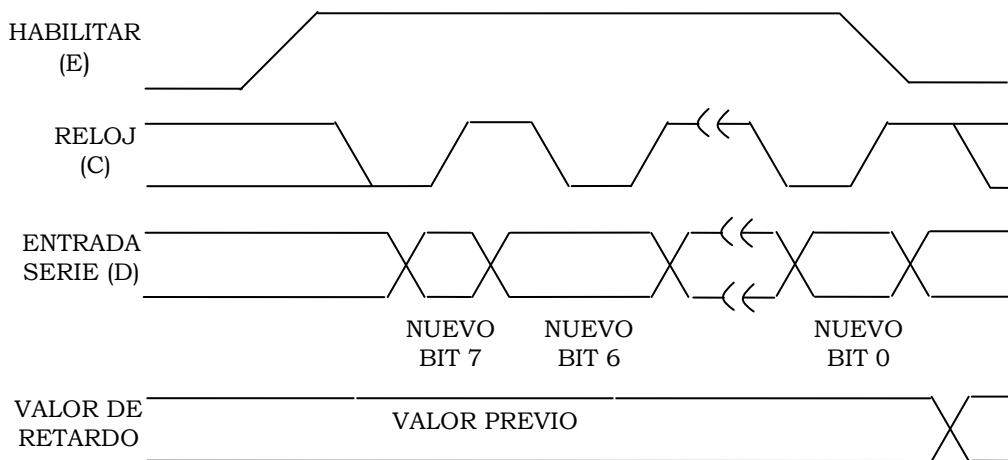 HABILITAR
(E)
RELOJ
(C)
ENTRADA
SERIE (D)
NUEVO
BIT 7
NUEVO
BIT 6
NUEVO
BIT 0
VALOR DE
RETARDO
VALOR PREVIO